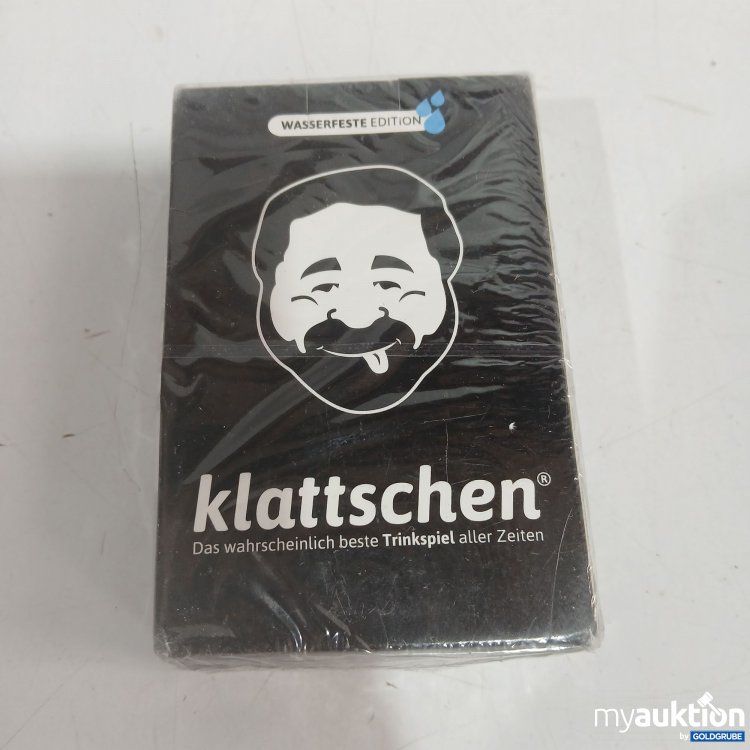 WASSERFESTE EDITION
klattschen®
Das wahrscheinlich beste Trinkspiel aller Zeiten
myauktion
by GOLDGRUBE